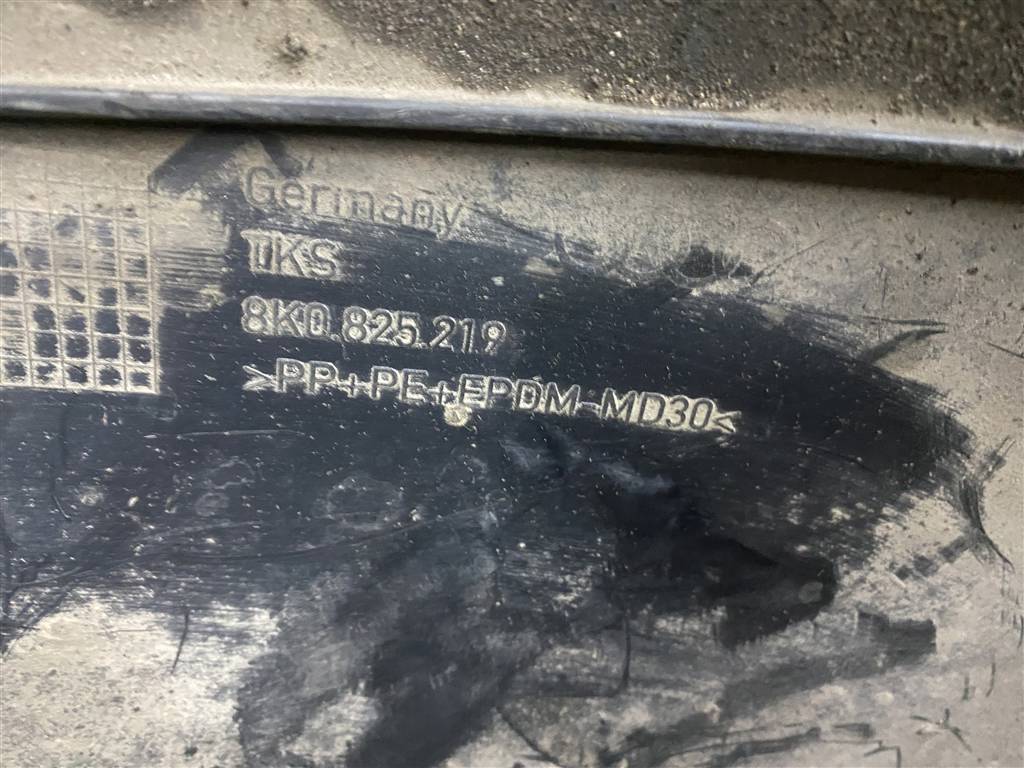 Germany
TKS
8K0.825.219
>PP+PE+EPDM-MD30<